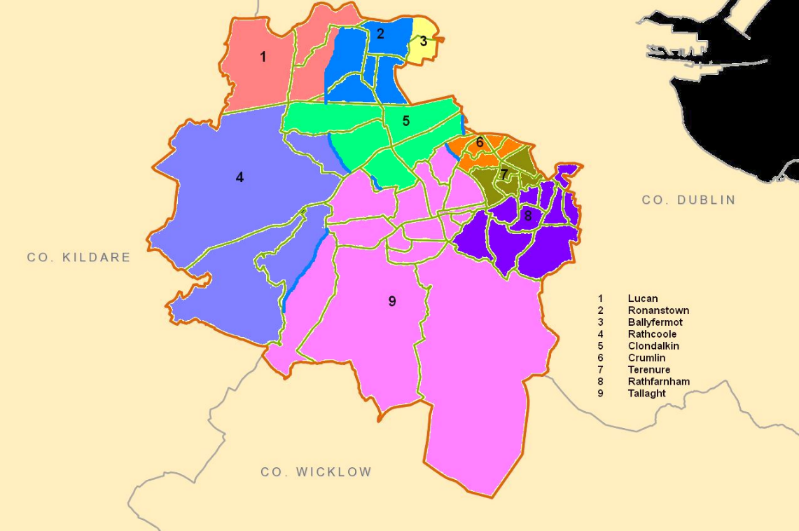 1
2
3
4
5
6
7
8
9
CO. DUBLIN
CO. KILDARE
CO. WICKLOW
1 Lucan
2 Ronanstown
3 Ballyfermot
4 Rathcoole
5 Clondalkin
6 Crumlin
7 Terenure
8 Rathfarnham
9 Tallaght